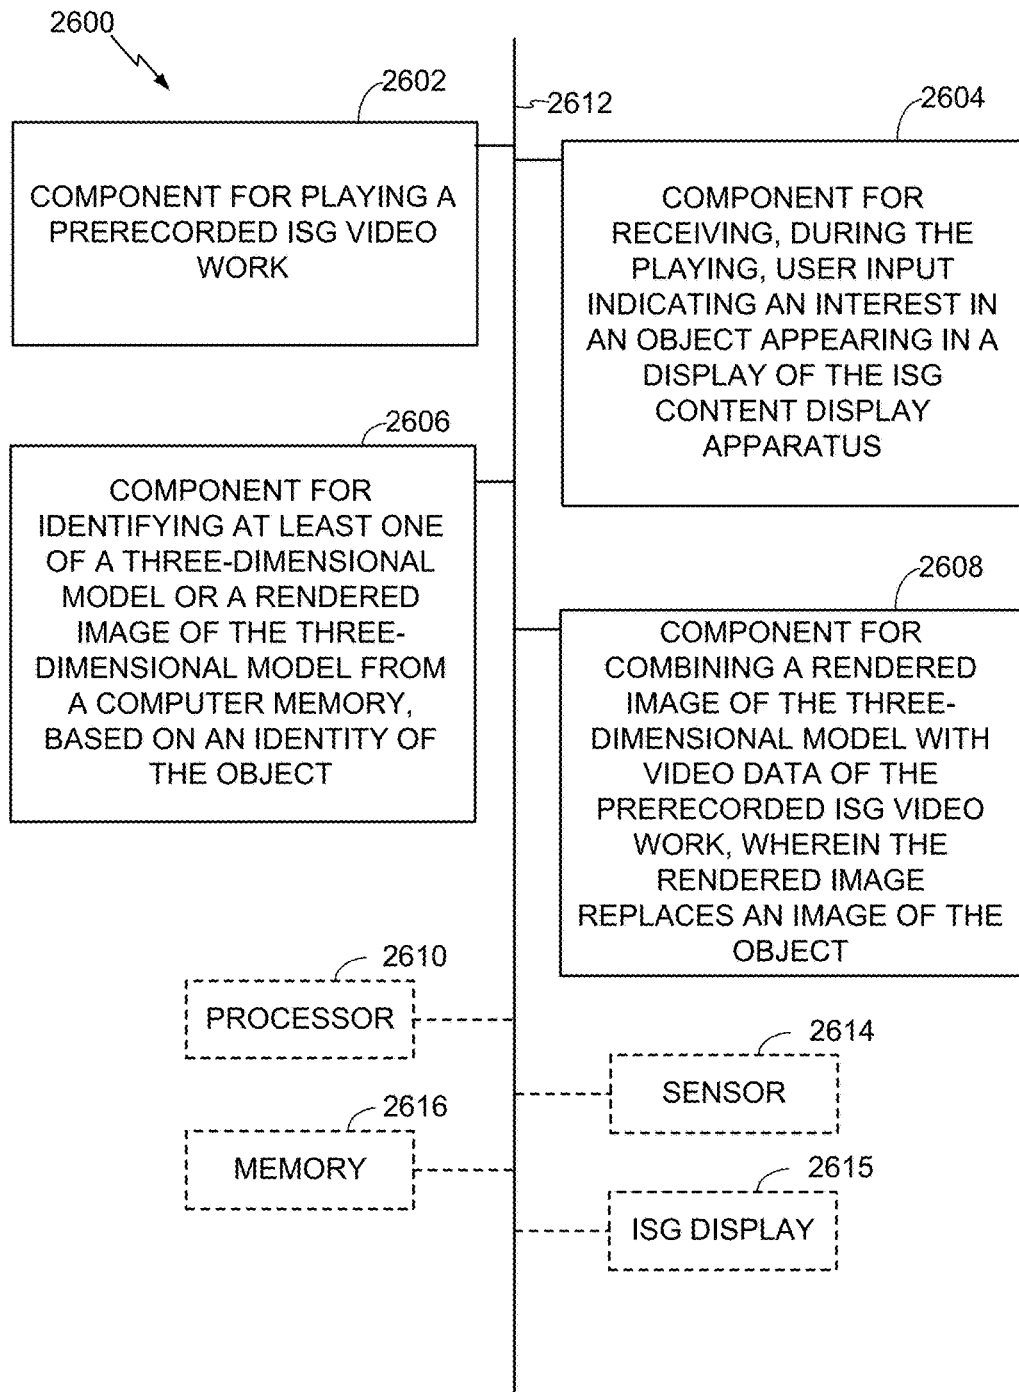 2600
2602
2612
2604
COMPONENT FOR PLAYING A
PRERECORDED ISG VIDEO
WORK
COMPONENT FOR
RECEIVING, DURING THE
PLAYING, USER INPUT
INDICATING AN INTEREST IN
AN OBJECT APPEARING IN A
DISPLAY OF THE ISG
CONTENT DISPLAY
APPARATUS
2606
COMPONENT FOR
IDENTIFYING AT LEAST ONE
OF A THREE-DIMENSIONAL
MODEL OR A RENDERED
IMAGE OF THE THREE-
DIMENSIONAL MODEL FROM
A COMPUTER MEMORY,
BASED ON AN IDENTITY OF
THE OBJECT
2608
COMPONENT FOR
COMBINING A RENDERED
IMAGE OF THE THREE-
DIMENSIONAL MODEL WITH
VIDEO DATA OF THE
PRERECORDED ISG VIDEO
WORK, WHEREIN THE
RENDERED IMAGE
REPLACES AN IMAGE OF THE
OBJECT
2610
PROCESSOR
2614
SENSOR
2616
MEMORY
2615
ISG DISPLAY